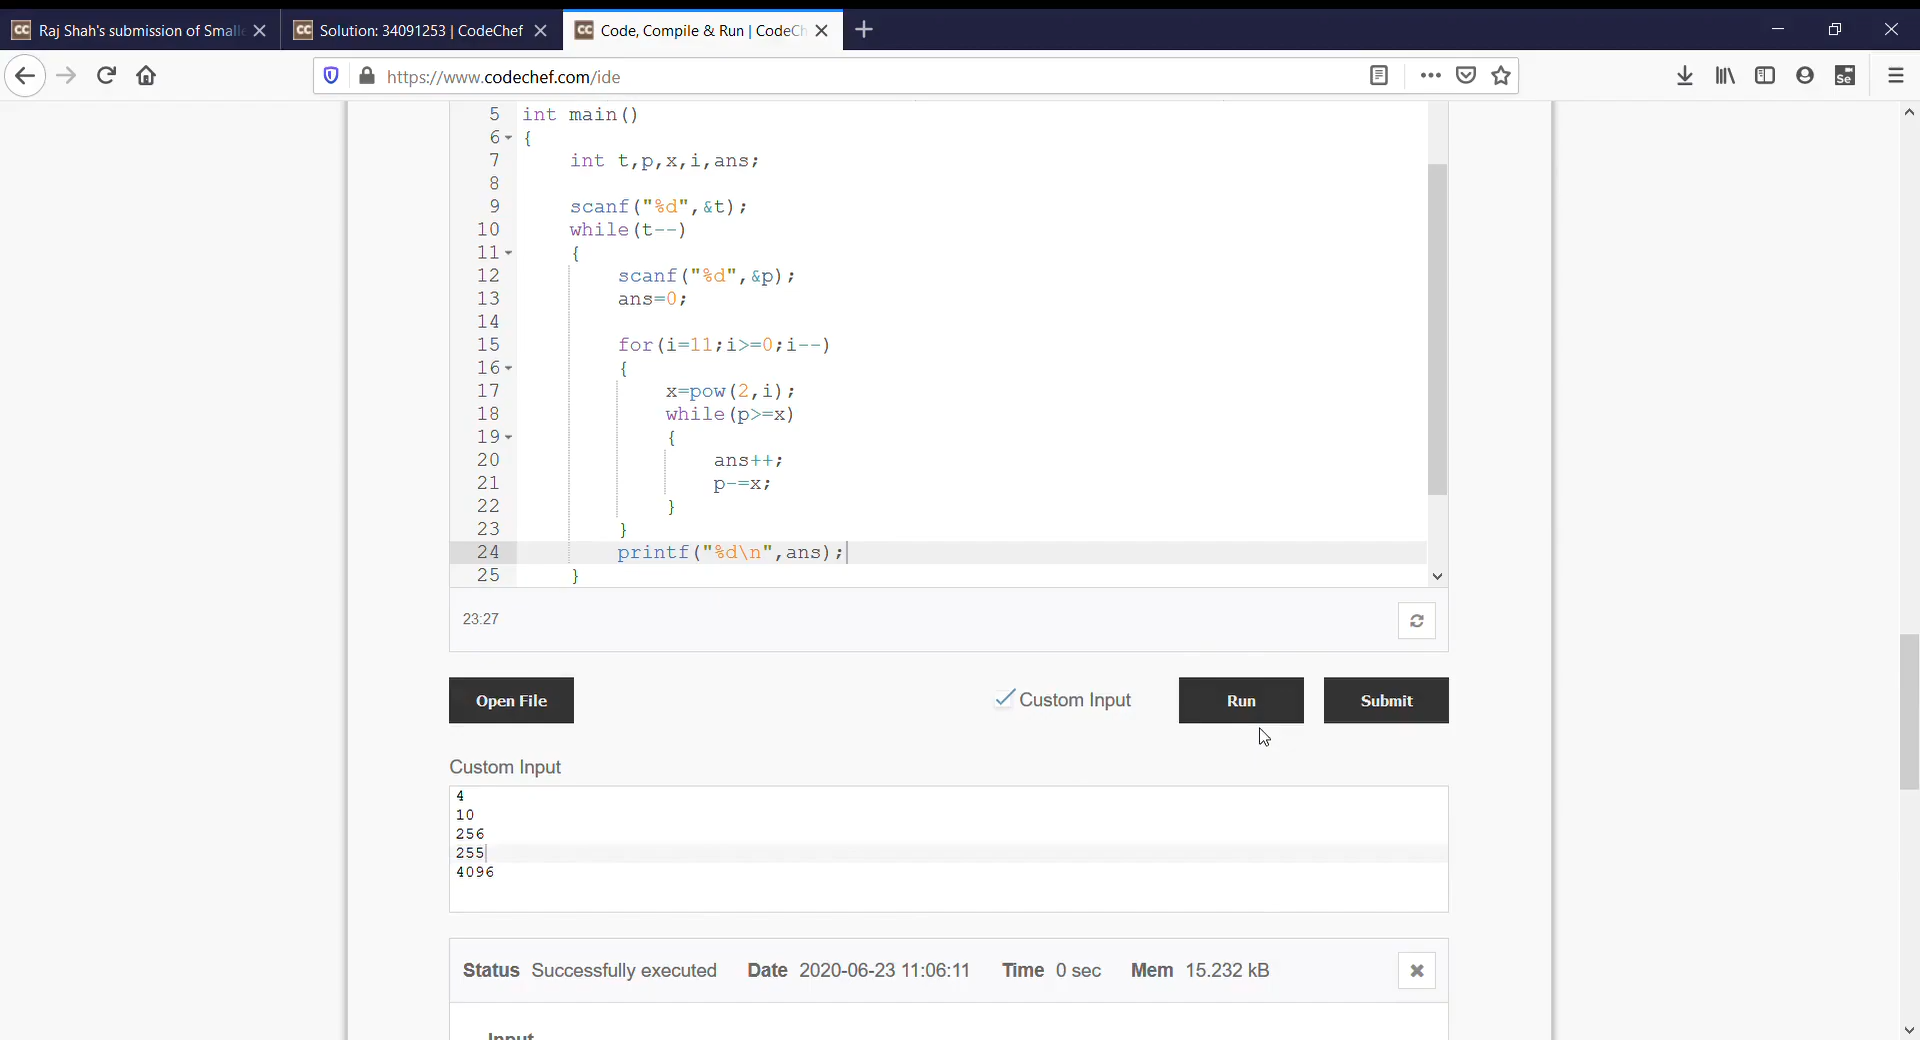 Raj Shah's submission of Small
Solution: 34091253 | CodeChef
Code, Compile & Run | CodeCh
https://www.codechef.com/ide
5 int main()
6 {
7 int t,p,x,i,ans;
8
9 scanf("%d",&t);
10 while(t--)
11 {
12 scanf("%d",&p);
13 ans=0;
14
15 for(i=11;i>=0;i--)
16 {
17 x=pow(2,i);
18 while(p>=x)
19 {
20 ans++;
21 p-=x;
22 }
23 }
24 printf("%d\n",ans);
25 }
23:27
Open File
Custom Input
Run
Submit
Custom Input
4
10
256
255
4096
Status Successfully executed Date 2020-06-23 11:06:11 Time 0 sec Mem 15.232 kB
Input